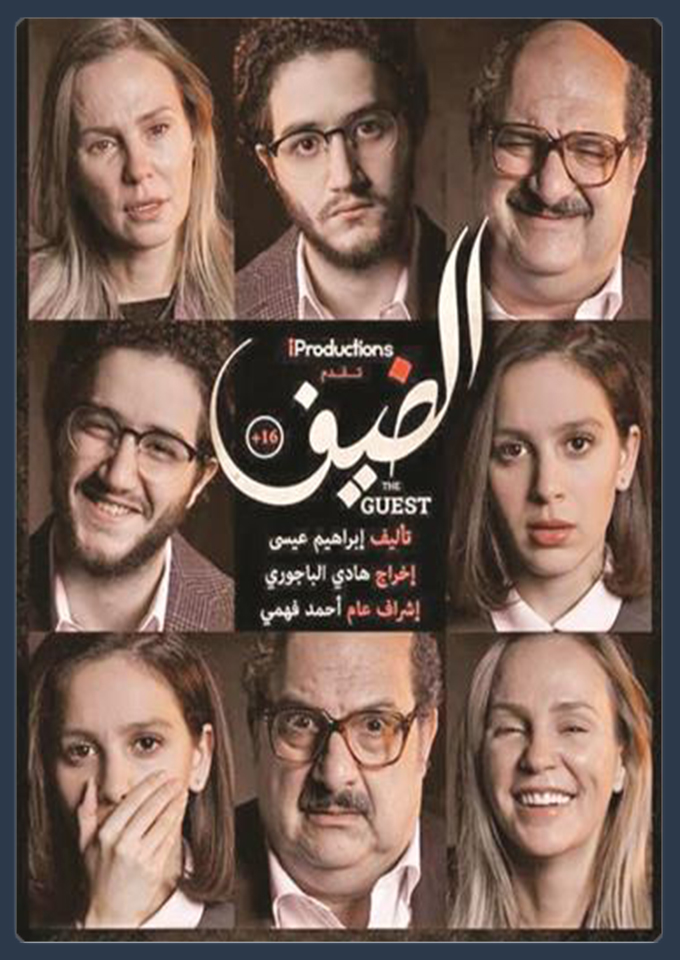 iProductions
تقدم
الضيف
+16
THE
GUEST
تأليف إبراهيم عيسى
إخراج هادي الباجوري
إشراف عام أحمد فهمي